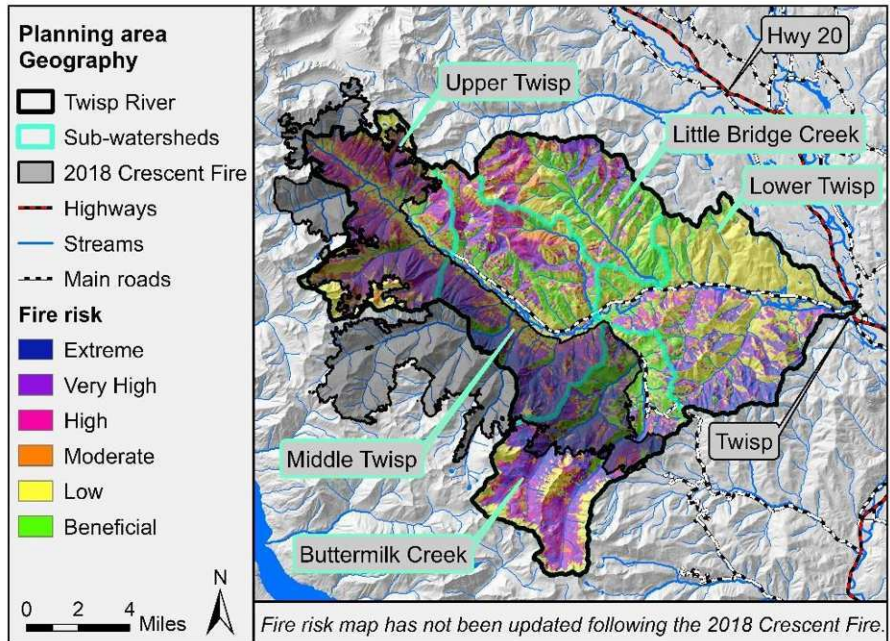 Planning area
Geography
Twisp River
Sub-watersheds
2018 Crescent Fire
Highways
Streams
Main roads
Fire risk
Extreme
Very High
High
Moderate
Low
Beneficial
N
0 2 4
Miles
Hwy 20
Upper Twisp
Little Bridge Creek
Lower Twisp
Middle Twisp
Twisp
Buttermilk Creek
Fire risk map has not been updated following the 2018 Crescent Fire.